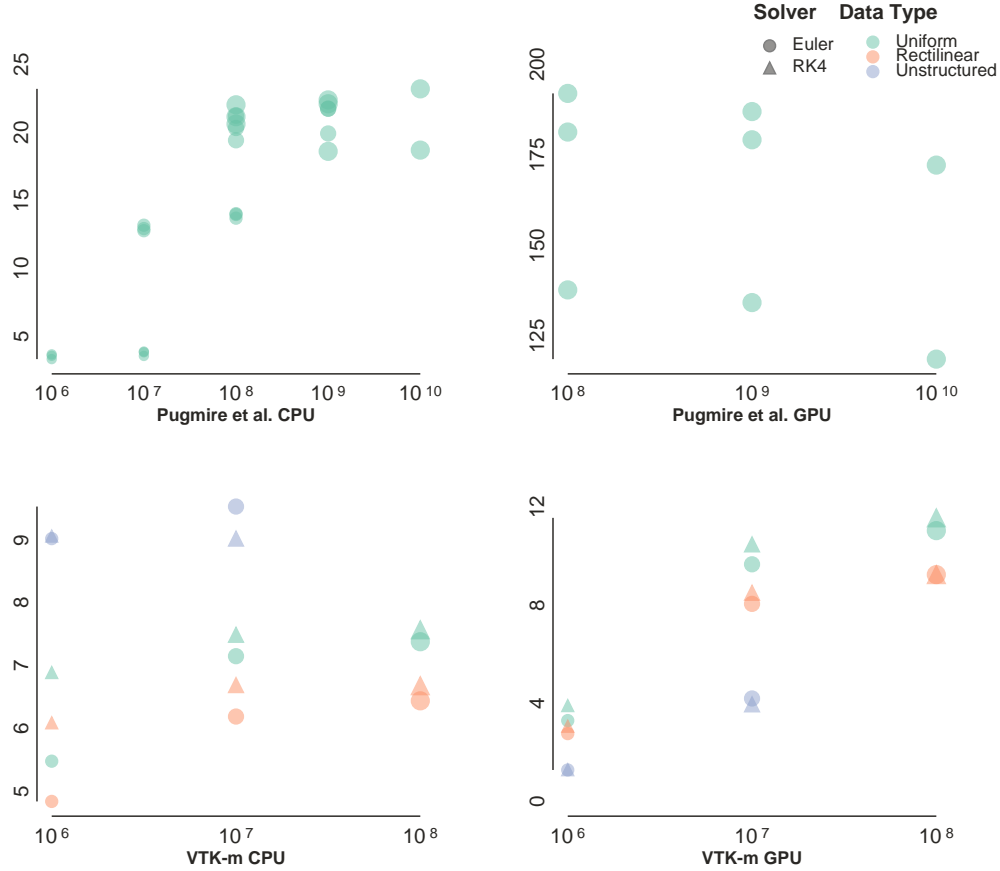 Solver Data Type
Euler
RK4
Uniform
Rectilinear
Unstructured
25
20
15
10
5
10^6 10^7 10^8 10^9 10^10
Pugmire et al. CPU
200
175
150
125
10^8 10^9 10^10
Pugmire et al. GPU
9
8
7
6
5
10^6 10^7 10^8
VTK-m CPU
12
8
4
0
10^6 10^7 10^8
VTK-m GPU